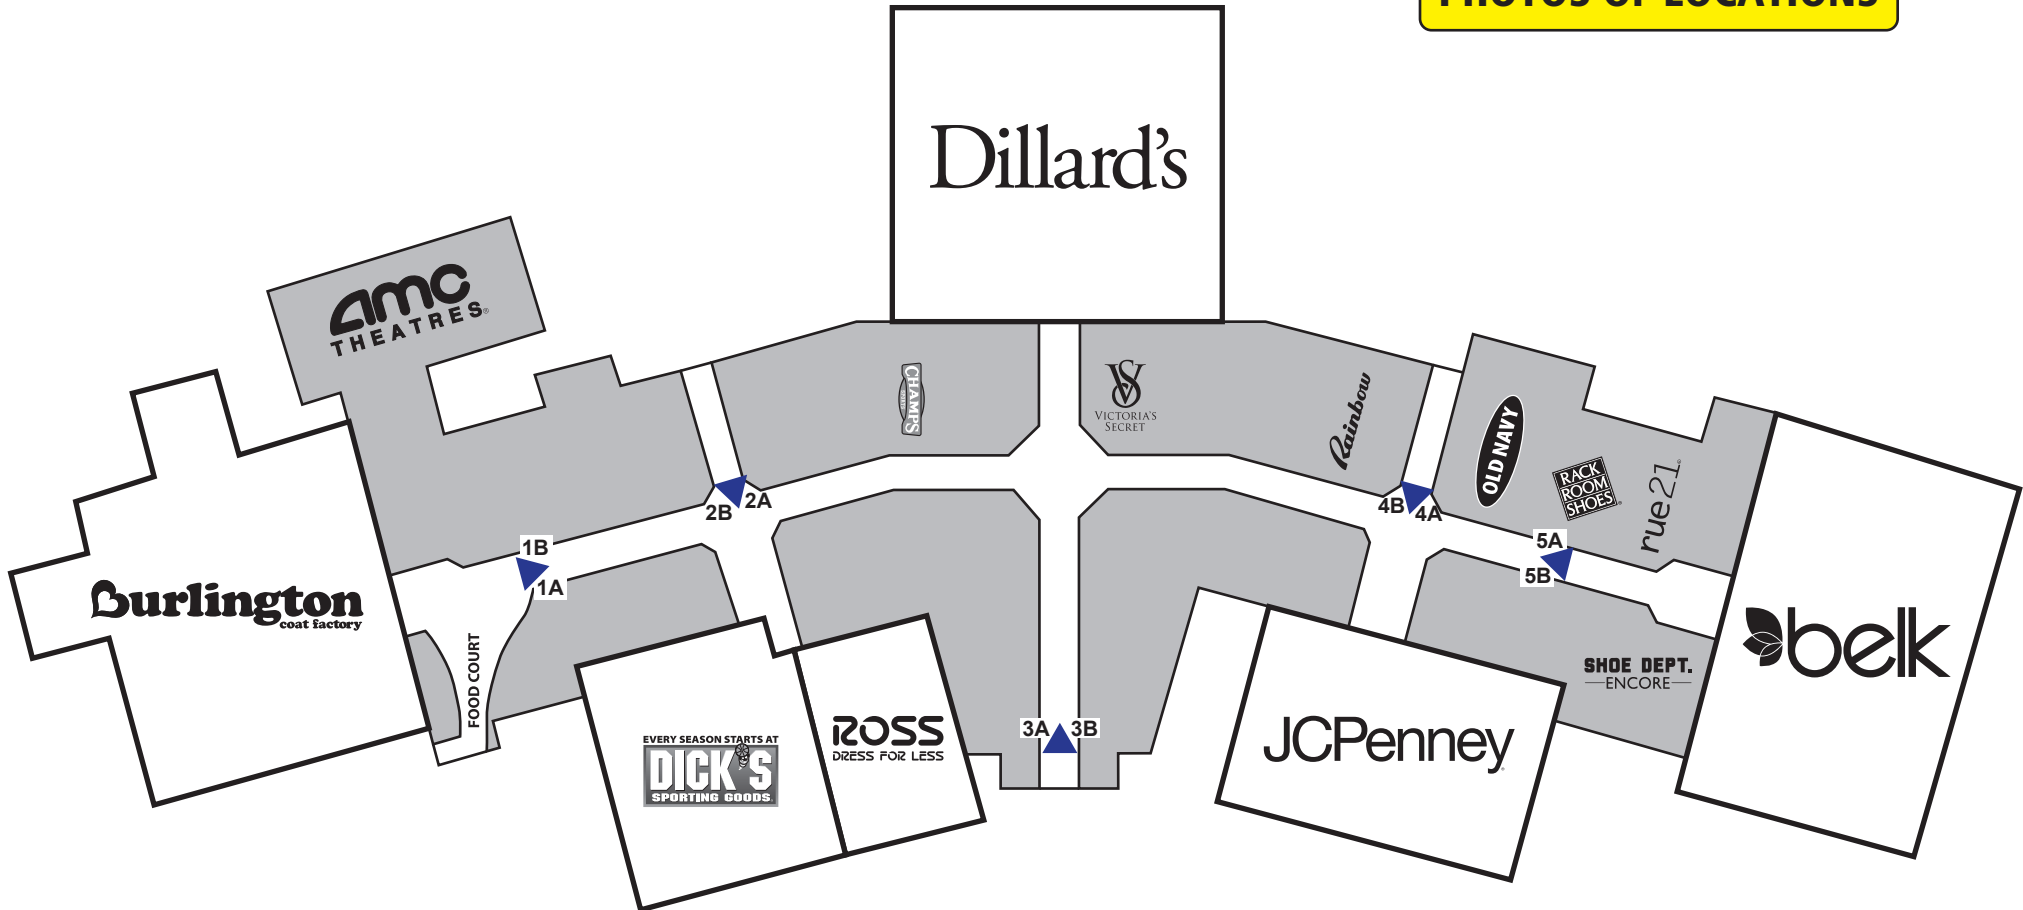 PHOTOS OF LOCATIONS
Dillard's
amc
THEATRES®
CHAMPS
SPORTS
VS
VICTORIA'S
SECRET
Rainbow
OLD NAVY
RACK
ROOM
SHOES®
rue21®
2A
2B
4B
4A
1B
1A
5A
5B
Burlington
coat factory
FOOD COURT
belk
SHOE DEPT.
ENCORE
EVERY SEASON STARTS AT
DICK'S
SPORTING GOODS
ROSS
DRESS FOR LESS
3A
3B
JCPenney